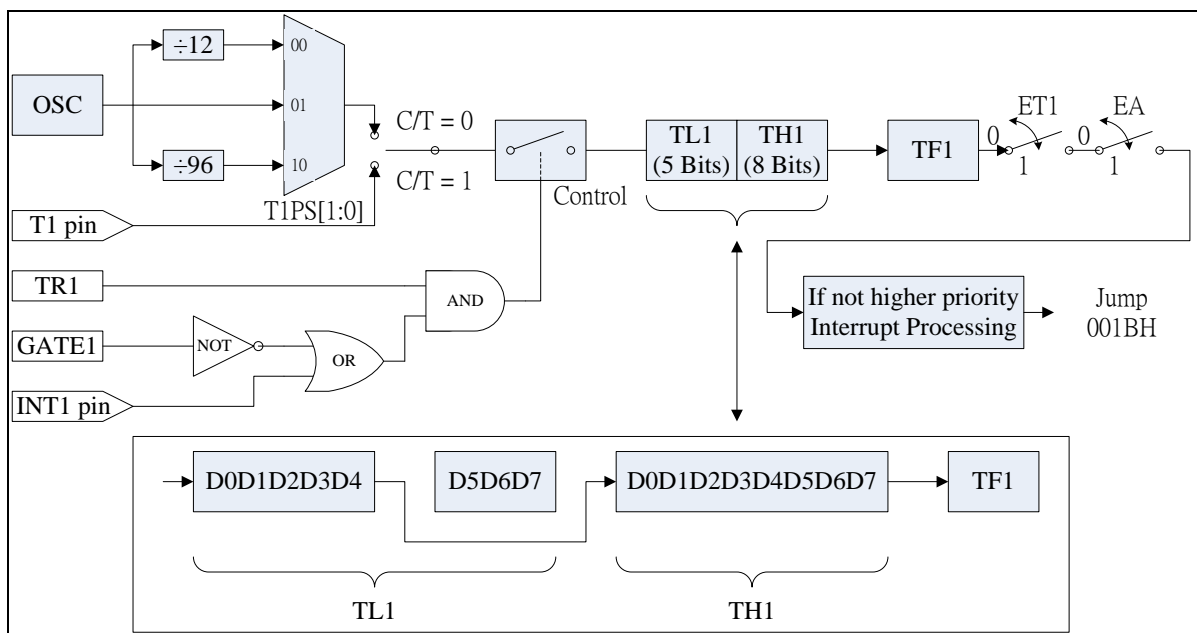 ÷12
OSC
÷96
00
01
10
T1PS[1:0]
C/T = 0
C/T = 1
Control
TL1
(5 Bits)
TH1
(8 Bits)
TF1
ET1
0
1
EA
0
1
T1 pin
TR1
GATE1
INT1 pin
NOT
OR
AND
If not higher priority
Interrupt Processing
Jump
001BH
D0D1D2D3D4
D5D6D7
D0D1D2D3D4D5D6D7
TF1
TL1
TH1